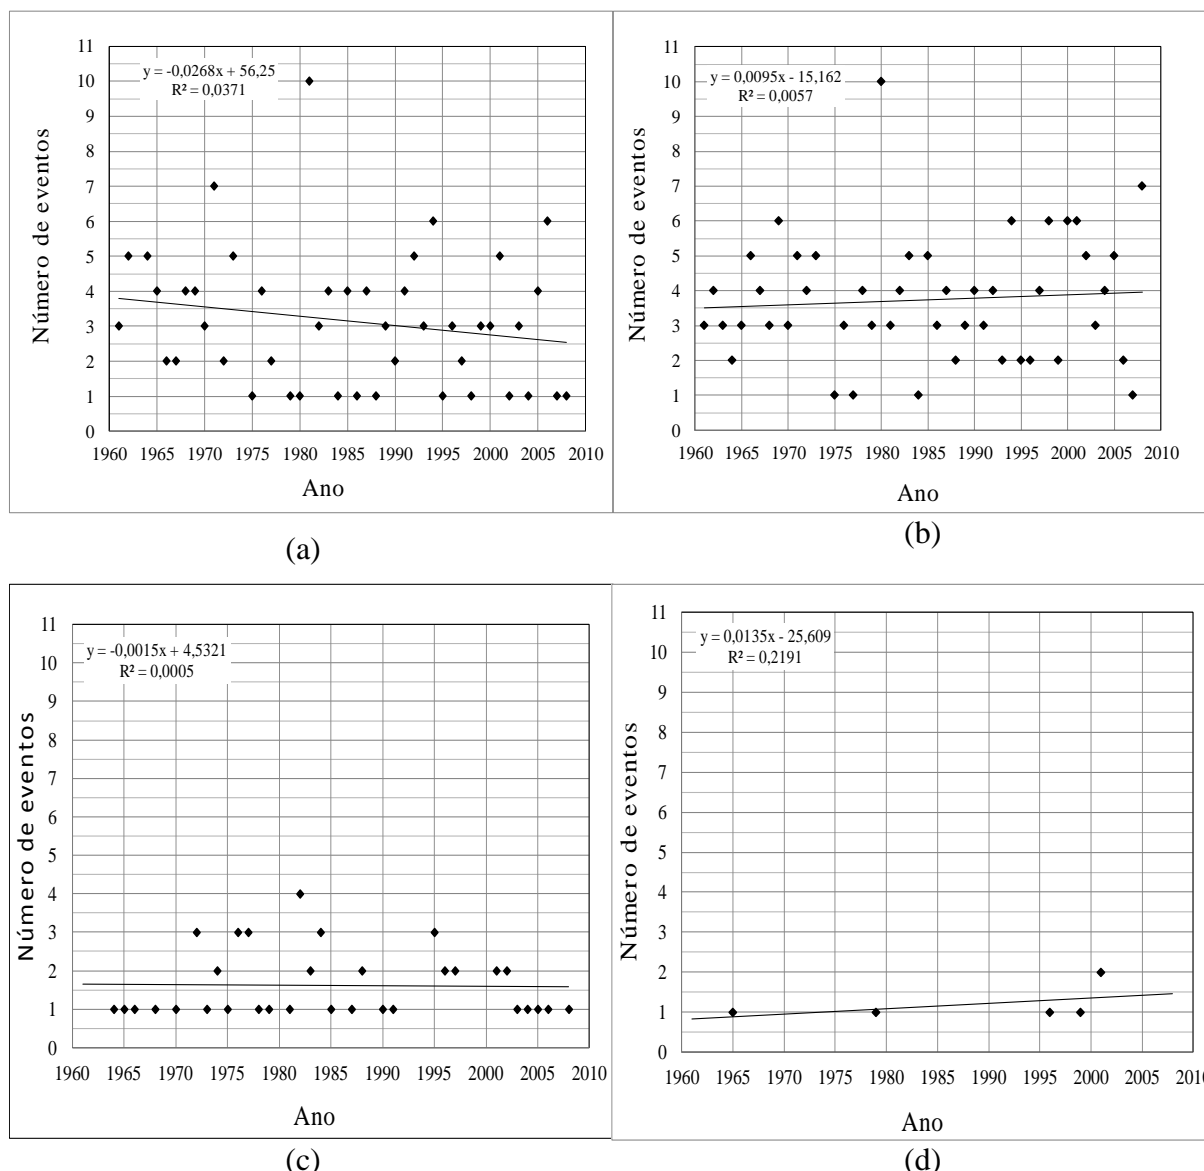 11
10
9
8
7
6
5
4
3
2
1
0
Número de eventos
y = -0,0268x + 56,25
R² = 0,0371
1960 1965 1970 1975 1980 1985 1990 1995 2000 2005 2010
Ano
(a)
11
10
9
8
7
6
5
4
3
2
1
0
Número de eventos
y = 0,0095x - 15,162
R² = 0,0057
1960 1965 1970 1975 1980 1985 1990 1995 2000 2005 2010
Ano
(b)
11
10
9
8
7
6
5
4
3
2
1
0
Número de eventos
y = -0,0015x + 4,5321
R² = 0,0005
1960 1965 1970 1975 1980 1985 1990 1995 2000 2005 2010
Ano
(c)
11
10
9
8
7
6
5
4
3
2
1
0
Número de eventos
y = 0,0135x - 25,609
R² = 0,2191
1960 1965 1970 1975 1980 1985 1990 1995 2000 2005 2010
Ano
(d)